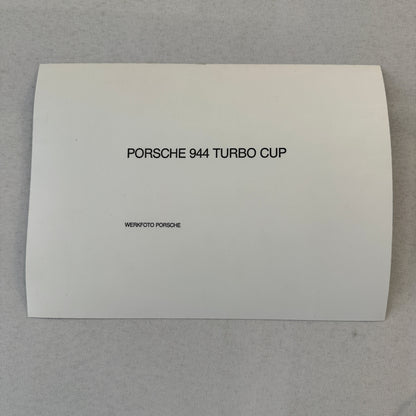 PORSCHE 944 TURBO CUP
WERKFOTO PORSCHE